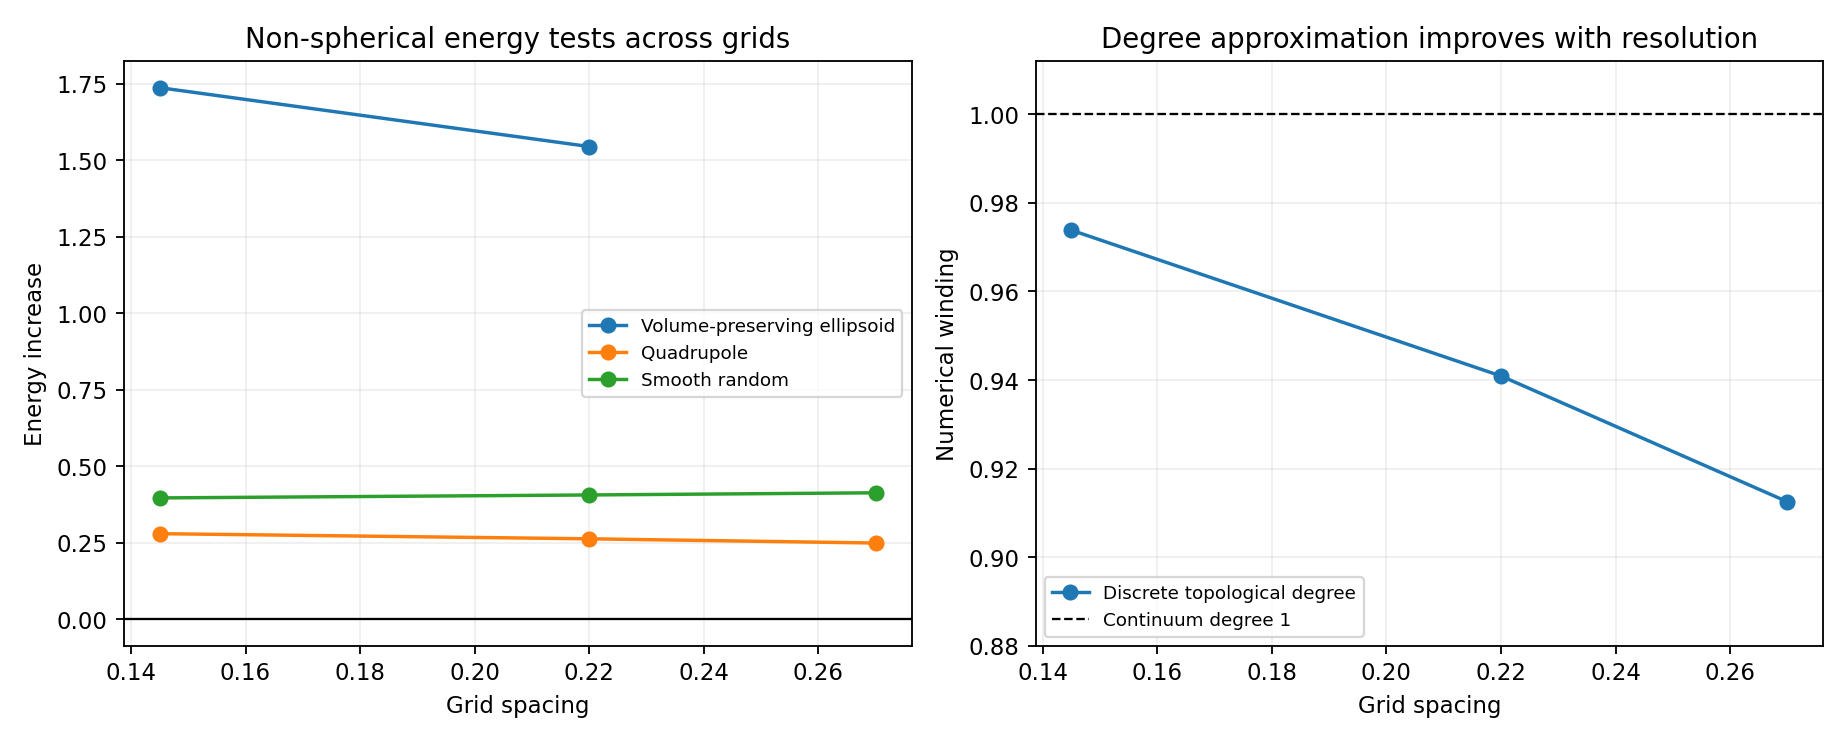 Non-spherical energy tests across grids
1.75
1.50
1.25
1.00
0.75
0.50
0.25
0.00
Energy increase
Volume-preserving ellipsoid
Quadrupole
Smooth random
0.14 0.16 0.18 0.20 0.22 0.24 0.26
Grid spacing
Degree approximation improves with resolution
1.00
0.98
0.96
0.94
0.92
0.90
0.88
Numerical winding
Discrete topological degree
Continuum degree 1
0.14 0.16 0.18 0.20 0.22 0.24 0.26
Grid spacing